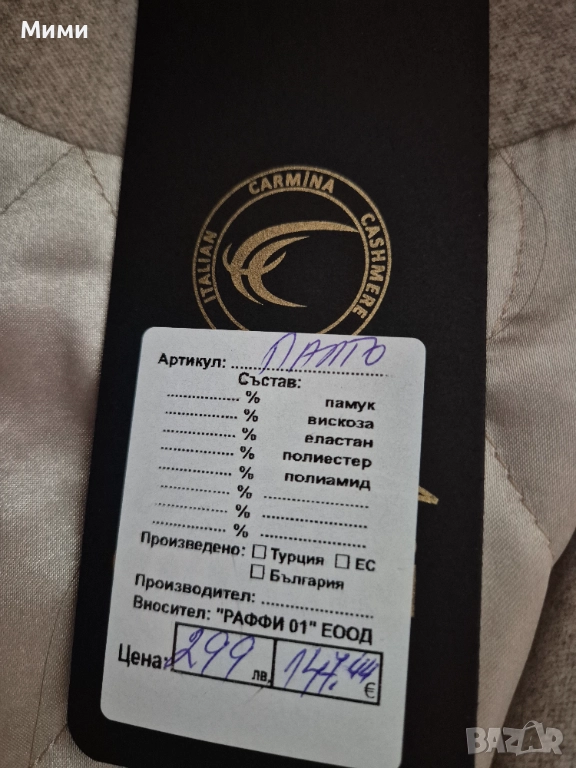 Мими
ITALIAN CARMINA CASHMERE
Артикул: ПАЛТО
Състав:
............ % памук
............ % вискоза
............ % еластан
............ % полиестер
............ % полиамид
............ % ....................
............ % ....................
............ % ....................
Произведено: ☐ Турция ☐ ЕС
☐ България
Производител: ....................
Вносител: "РАФФИ 01" ЕООД
Цена: 299 лв. 147.44 €
BAZAR